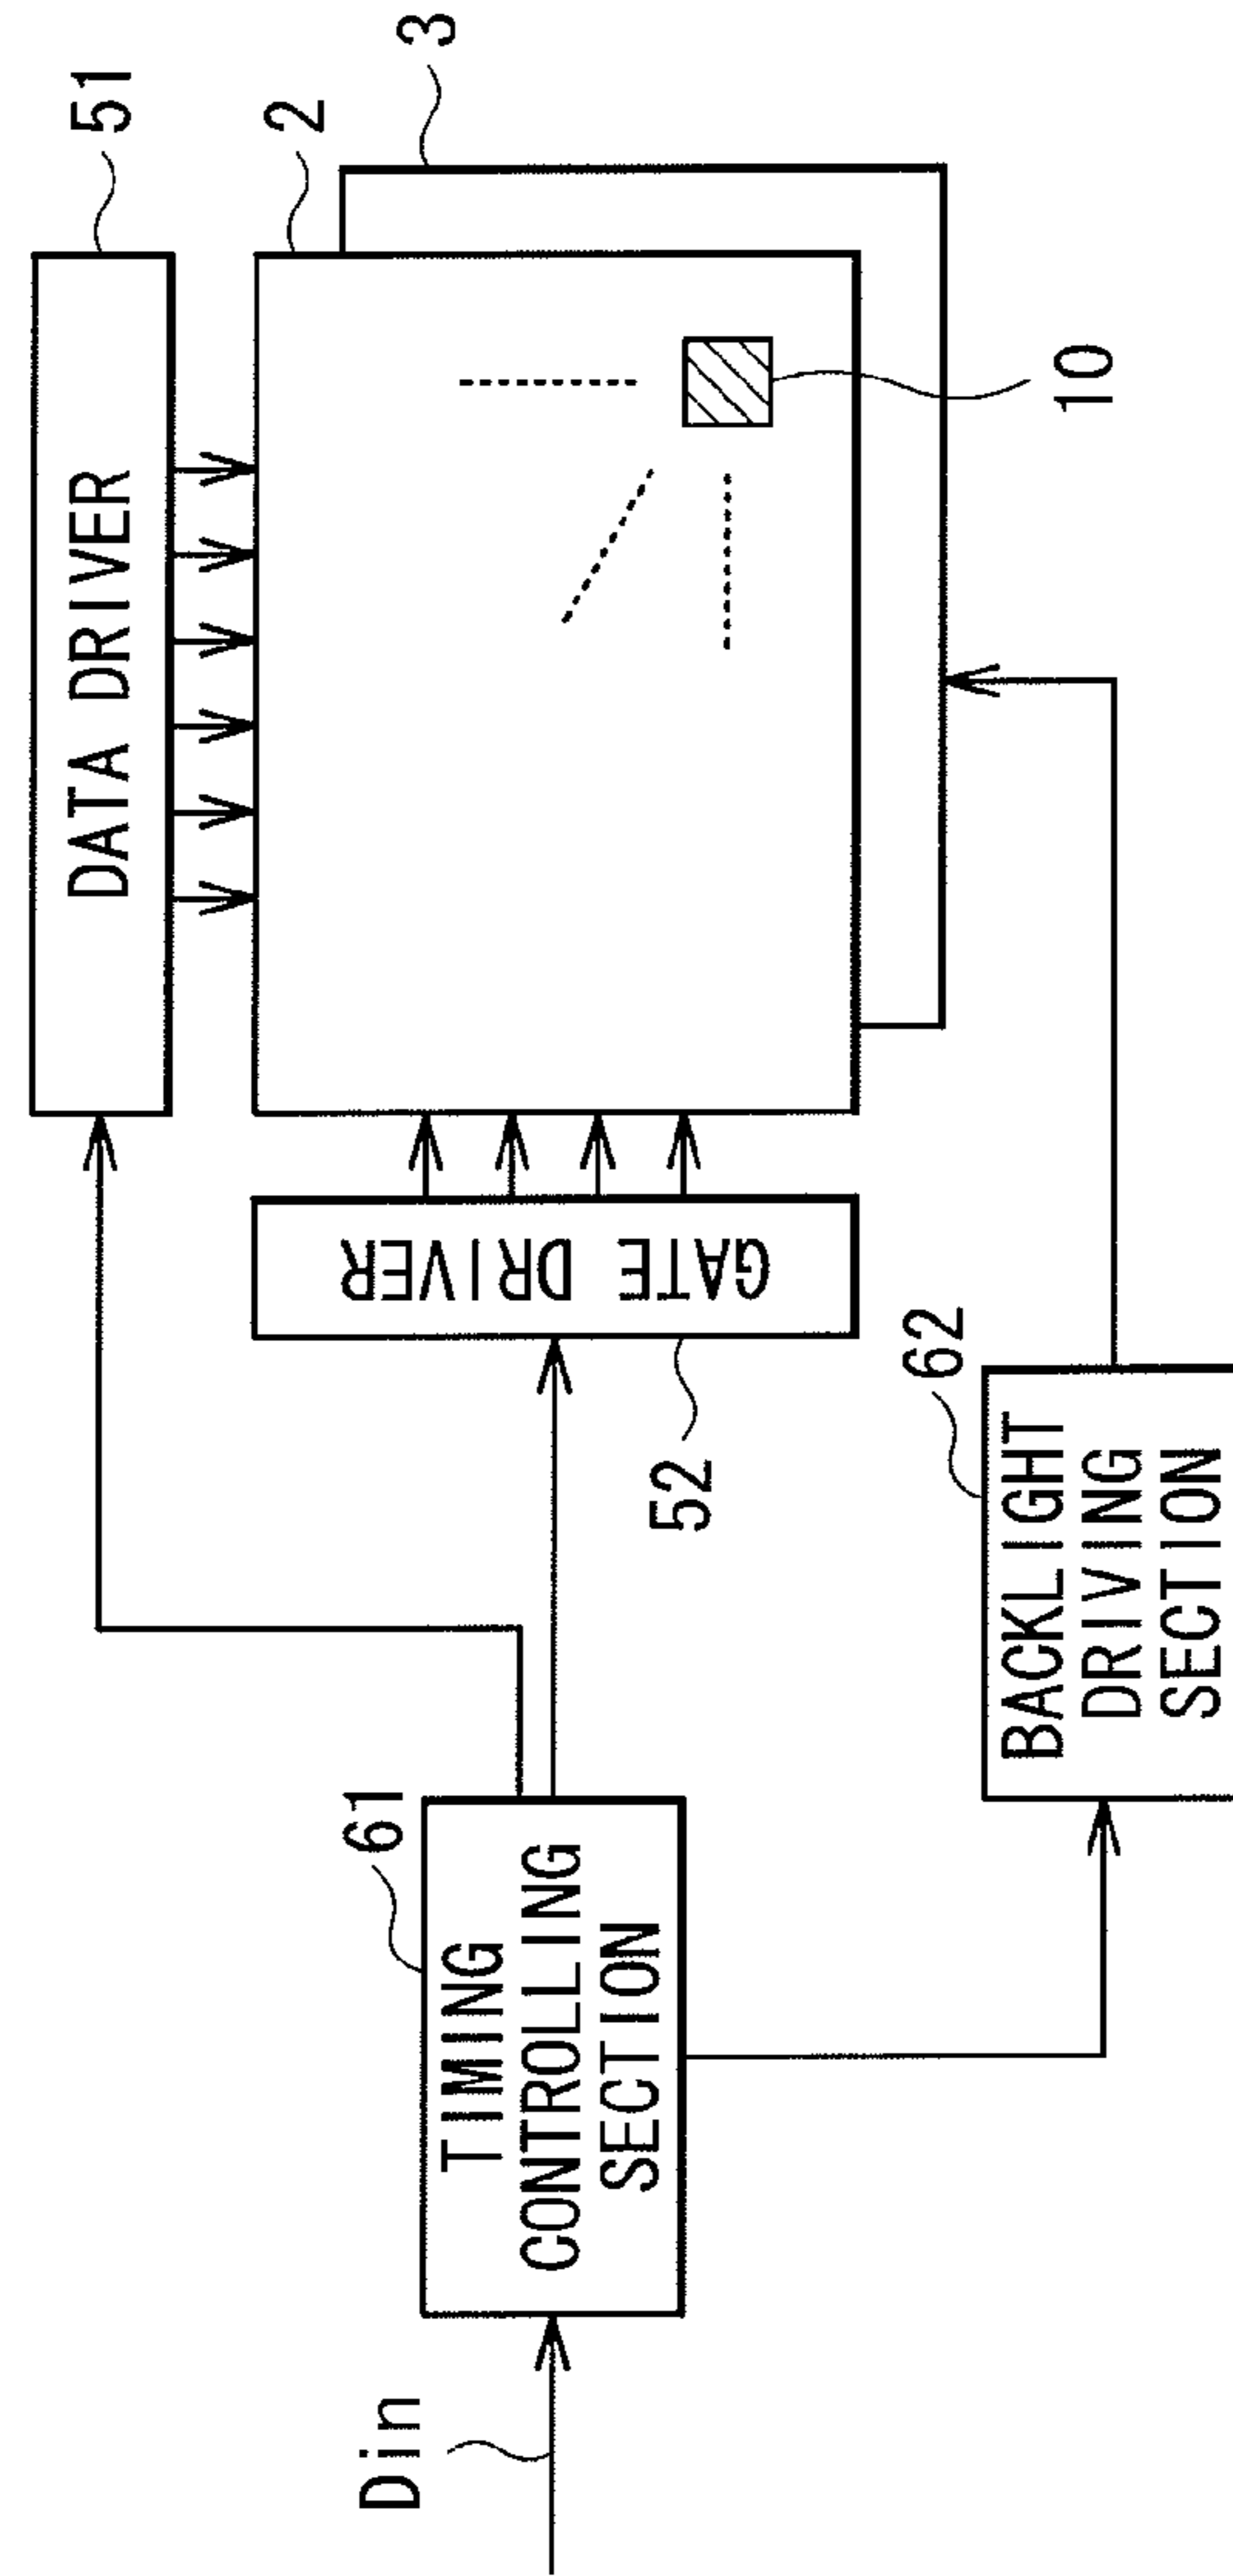 51
DATA DRIVER
2
3
10
GATE DRIVER
52
Din
61
TIMING
CONTROLLING
SECTION
62
BACKLIGHT
DRIVING
SECTION